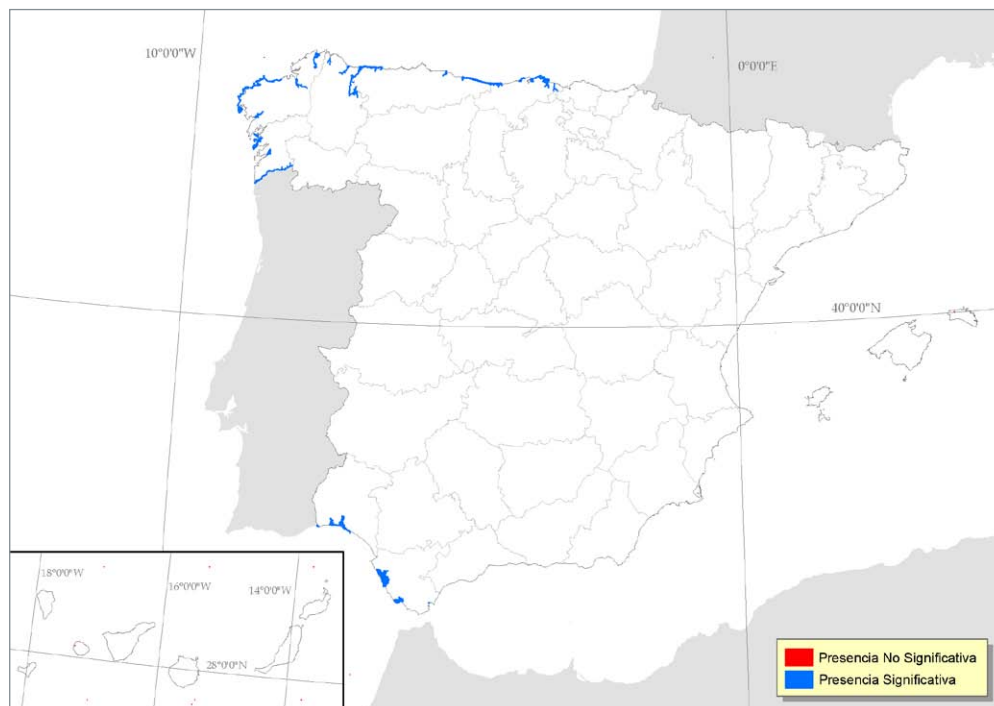 10°0'0"W
0°0'0"E
40°0'0"N
18°0'0"W
16°0'0"W
14°0'0"W
28°0'0"N
Presencia No Significativa
Presencia Significativa